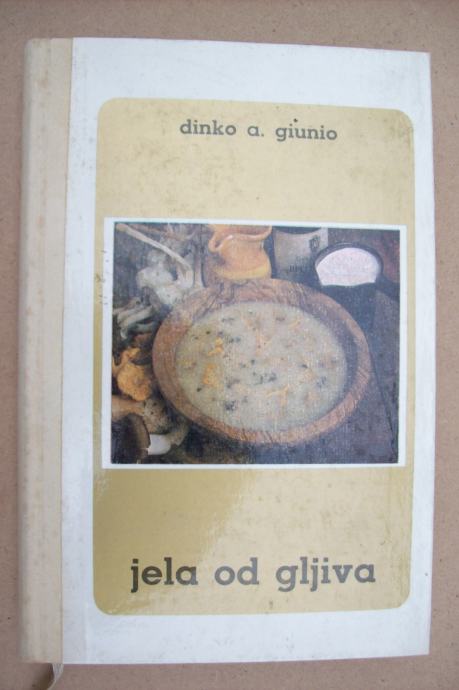 dinko a. giunio
jela od gljiva